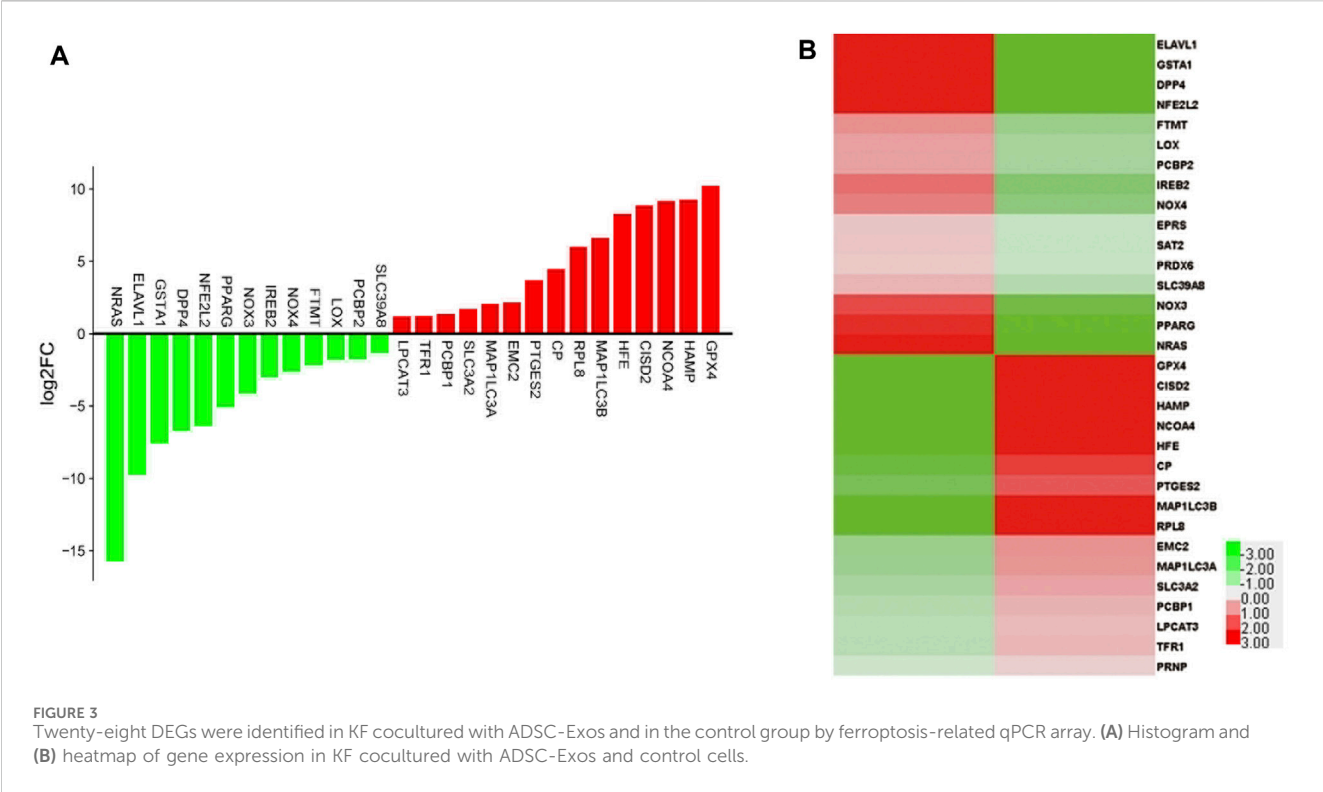 A
10
5
0
−5
−10
−15
log2FC
NRAS
ELAVL1
GSTA1
DPP4
NFE2L2
PPARG
NOX3
IREB2
NOX4
FTMT
LOX
PCBP2
SLC39A8
LPCAT3
TFR1
PCBP1
SLC3A2
MAP1LC3A
EMC2
PTGES2
CP
RPL8
MAP1LC3B
HFE
CISD2
NCOA4
HAMP
GPX4
B
ELAVL1
GSTA1
DPP4
NFE2L2
FTMT
LOX
PCBP2
IREB2
NOX4
EPRS
SAT2
PRDX6
SLC39A8
NOX3
PPARG
NRAS
GPX4
CISD2
HAMP
NCOA4
HFE
CP
PTGES2
MAP1LC3B
RPL8
EMC2
MAP1LC3A
SLC3A2
PCBP1
LPCAT3
TFR1
PRNP
-3.00
-2.00
-1.00
0.00
1.00
2.00
3.00
FIGURE 3
Twenty-eight DEGs were identified in KF cocultured with ADSC-Exos and in the control group by ferroptosis-related qPCR array. (A) Histogram and
(B) heatmap of gene expression in KF cocultured with ADSC-Exos and control cells.